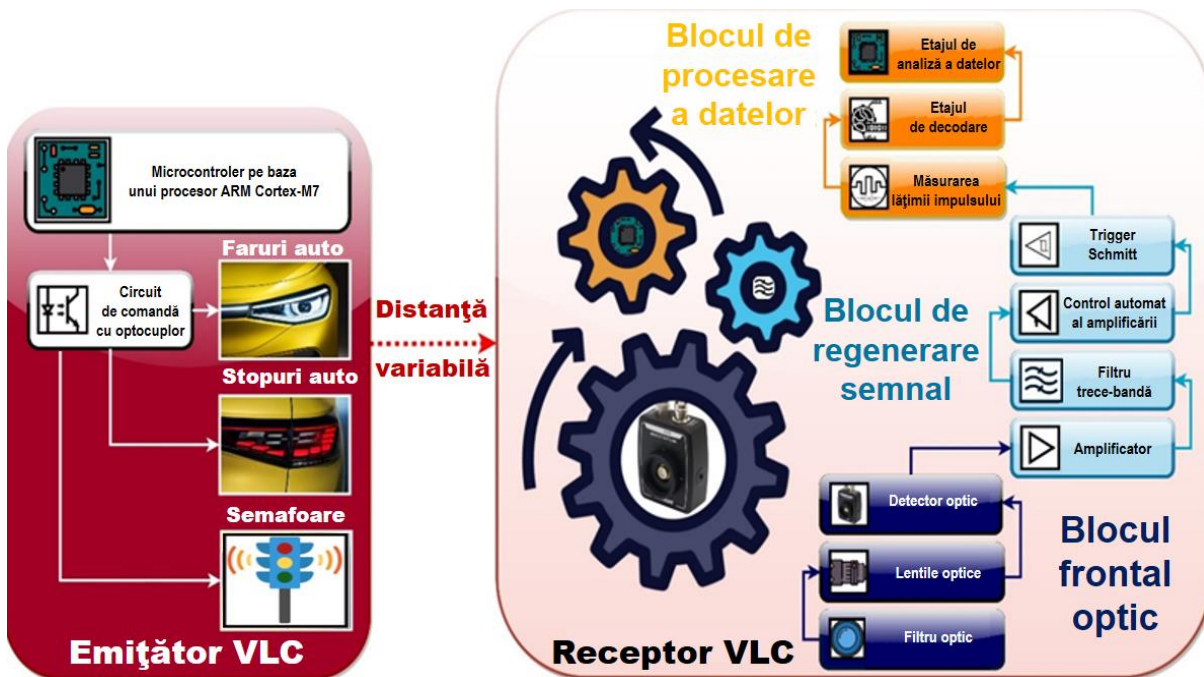 Microcontroler pe baza
unui procesor ARM Cortex-M7
Circuit
de comandă
cu optocuplor
Faruri auto
Stopuri auto
Semafoare
Emiţător VLC
Distanţă
variabilă
Blocul de
procesare
a datelor
Etajul de
analiză a datelor
Etajul
de decodare
Măsurarea
lăţimii impulsului
Blocul de
regenerare
semnal
Trigger
Schmitt
Control automat
al amplificării
Filtru
trece-bandă
Amplificator
Blocul
frontal
optic
Detector optic
Lentile optice
Filtru optic
Receptor VLC